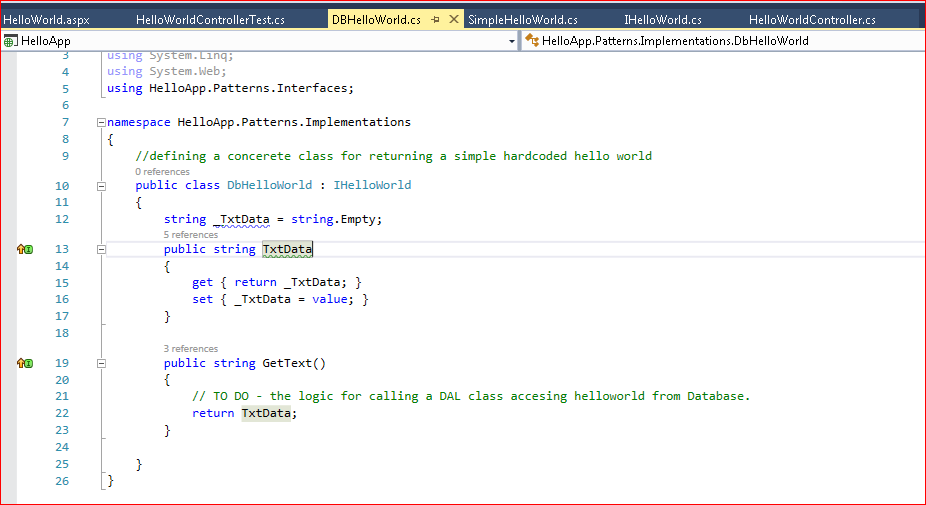 HelloWorld.aspx HelloWorldControllerTest.cs DBHelloWorld.cs SimpleHelloWorld.cs IHelloWorld.cs HelloWorldController.cs
HelloApp HelloApp.Patterns.Implementations.DbHelloWorld
3 using System.Linq;
4 using System.Web;
5 using HelloApp.Patterns.Interfaces;
6
7 namespace HelloApp.Patterns.Implementations
8 {
9 //defining a concerete class for returning a simple hardcoded hello world
0 references
10 public class DbHelloWorld : IHelloWorld
11 {
12 string _TxtData = string.Empty;
5 references
13 public string TxtData
14 {
15 get { return _TxtData; }
16 set { _TxtData = value; }
17 }
18
3 references
19 public string GetText()
20 {
21 // TO DO - the logic for calling a DAL class accesing helloworld from Database.
22 return TxtData;
23 }
24
25 }
26 }